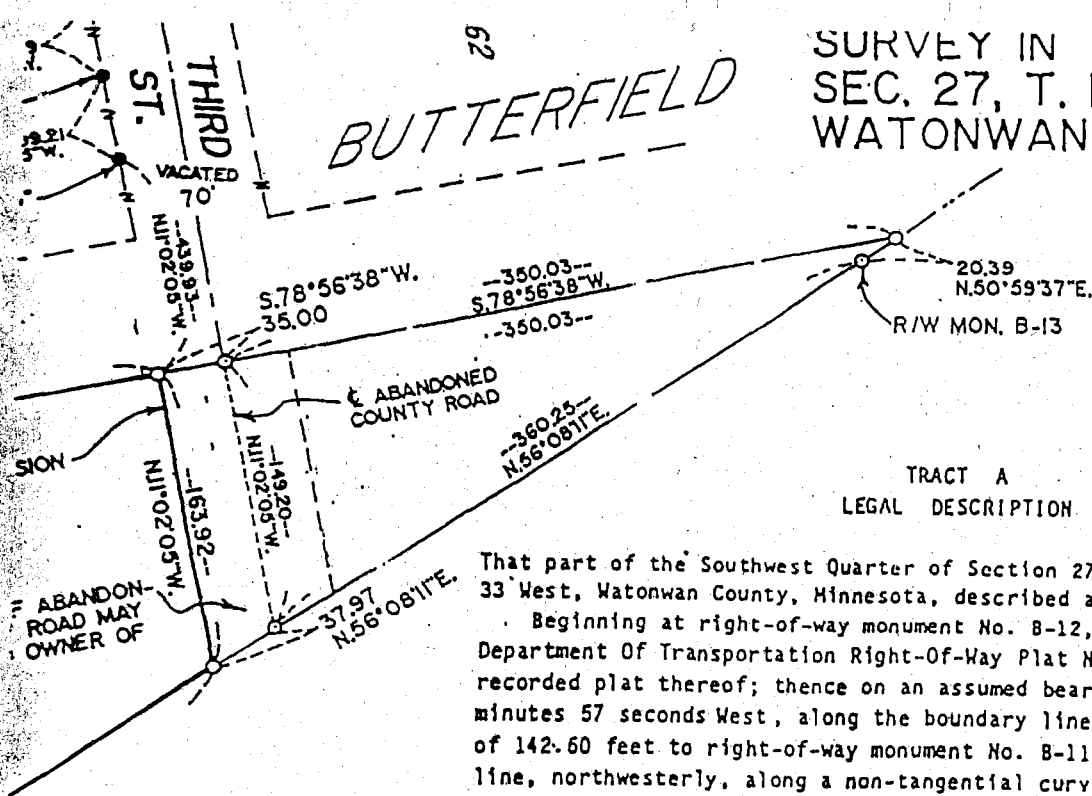 SURVEY IN
SEC. 27, T.
WATONWAN
62
BUTTERFIELD
THIRD
ST.
VACATED
70'
--439.93--
N.11°02'05"W.
S.78°56'38"W.
35.00
--350.03--
S.78°56'38"W.
--350.03--
20.39
N.50°59'37"E.
R/W MON. B-13
℄ ABANDONED
COUNTY ROAD
SION
--163.92--
N.11°02'05"W.
--149.20--
N.11°02'05"W.
--360.25--
N.56°08'11"E.
37.97
N.56°08'11"E.
ABANDON-
ROAD MAY
OWNER OF
TRACT A
LEGAL DESCRIPTION
That part of the Southwest Quarter of Section 27
33 West, Watonwan County, Minnesota, described a
Beginning at right-of-way monument No. B-12,
Department Of Transportation Right-Of-Way Plat N
recorded plat thereof; thence on an assumed bear
minutes 57 seconds West, along the boundary line
of 142.60 feet to right-of-way monument No. B-11
line, northwesterly, along a non-tangential curv